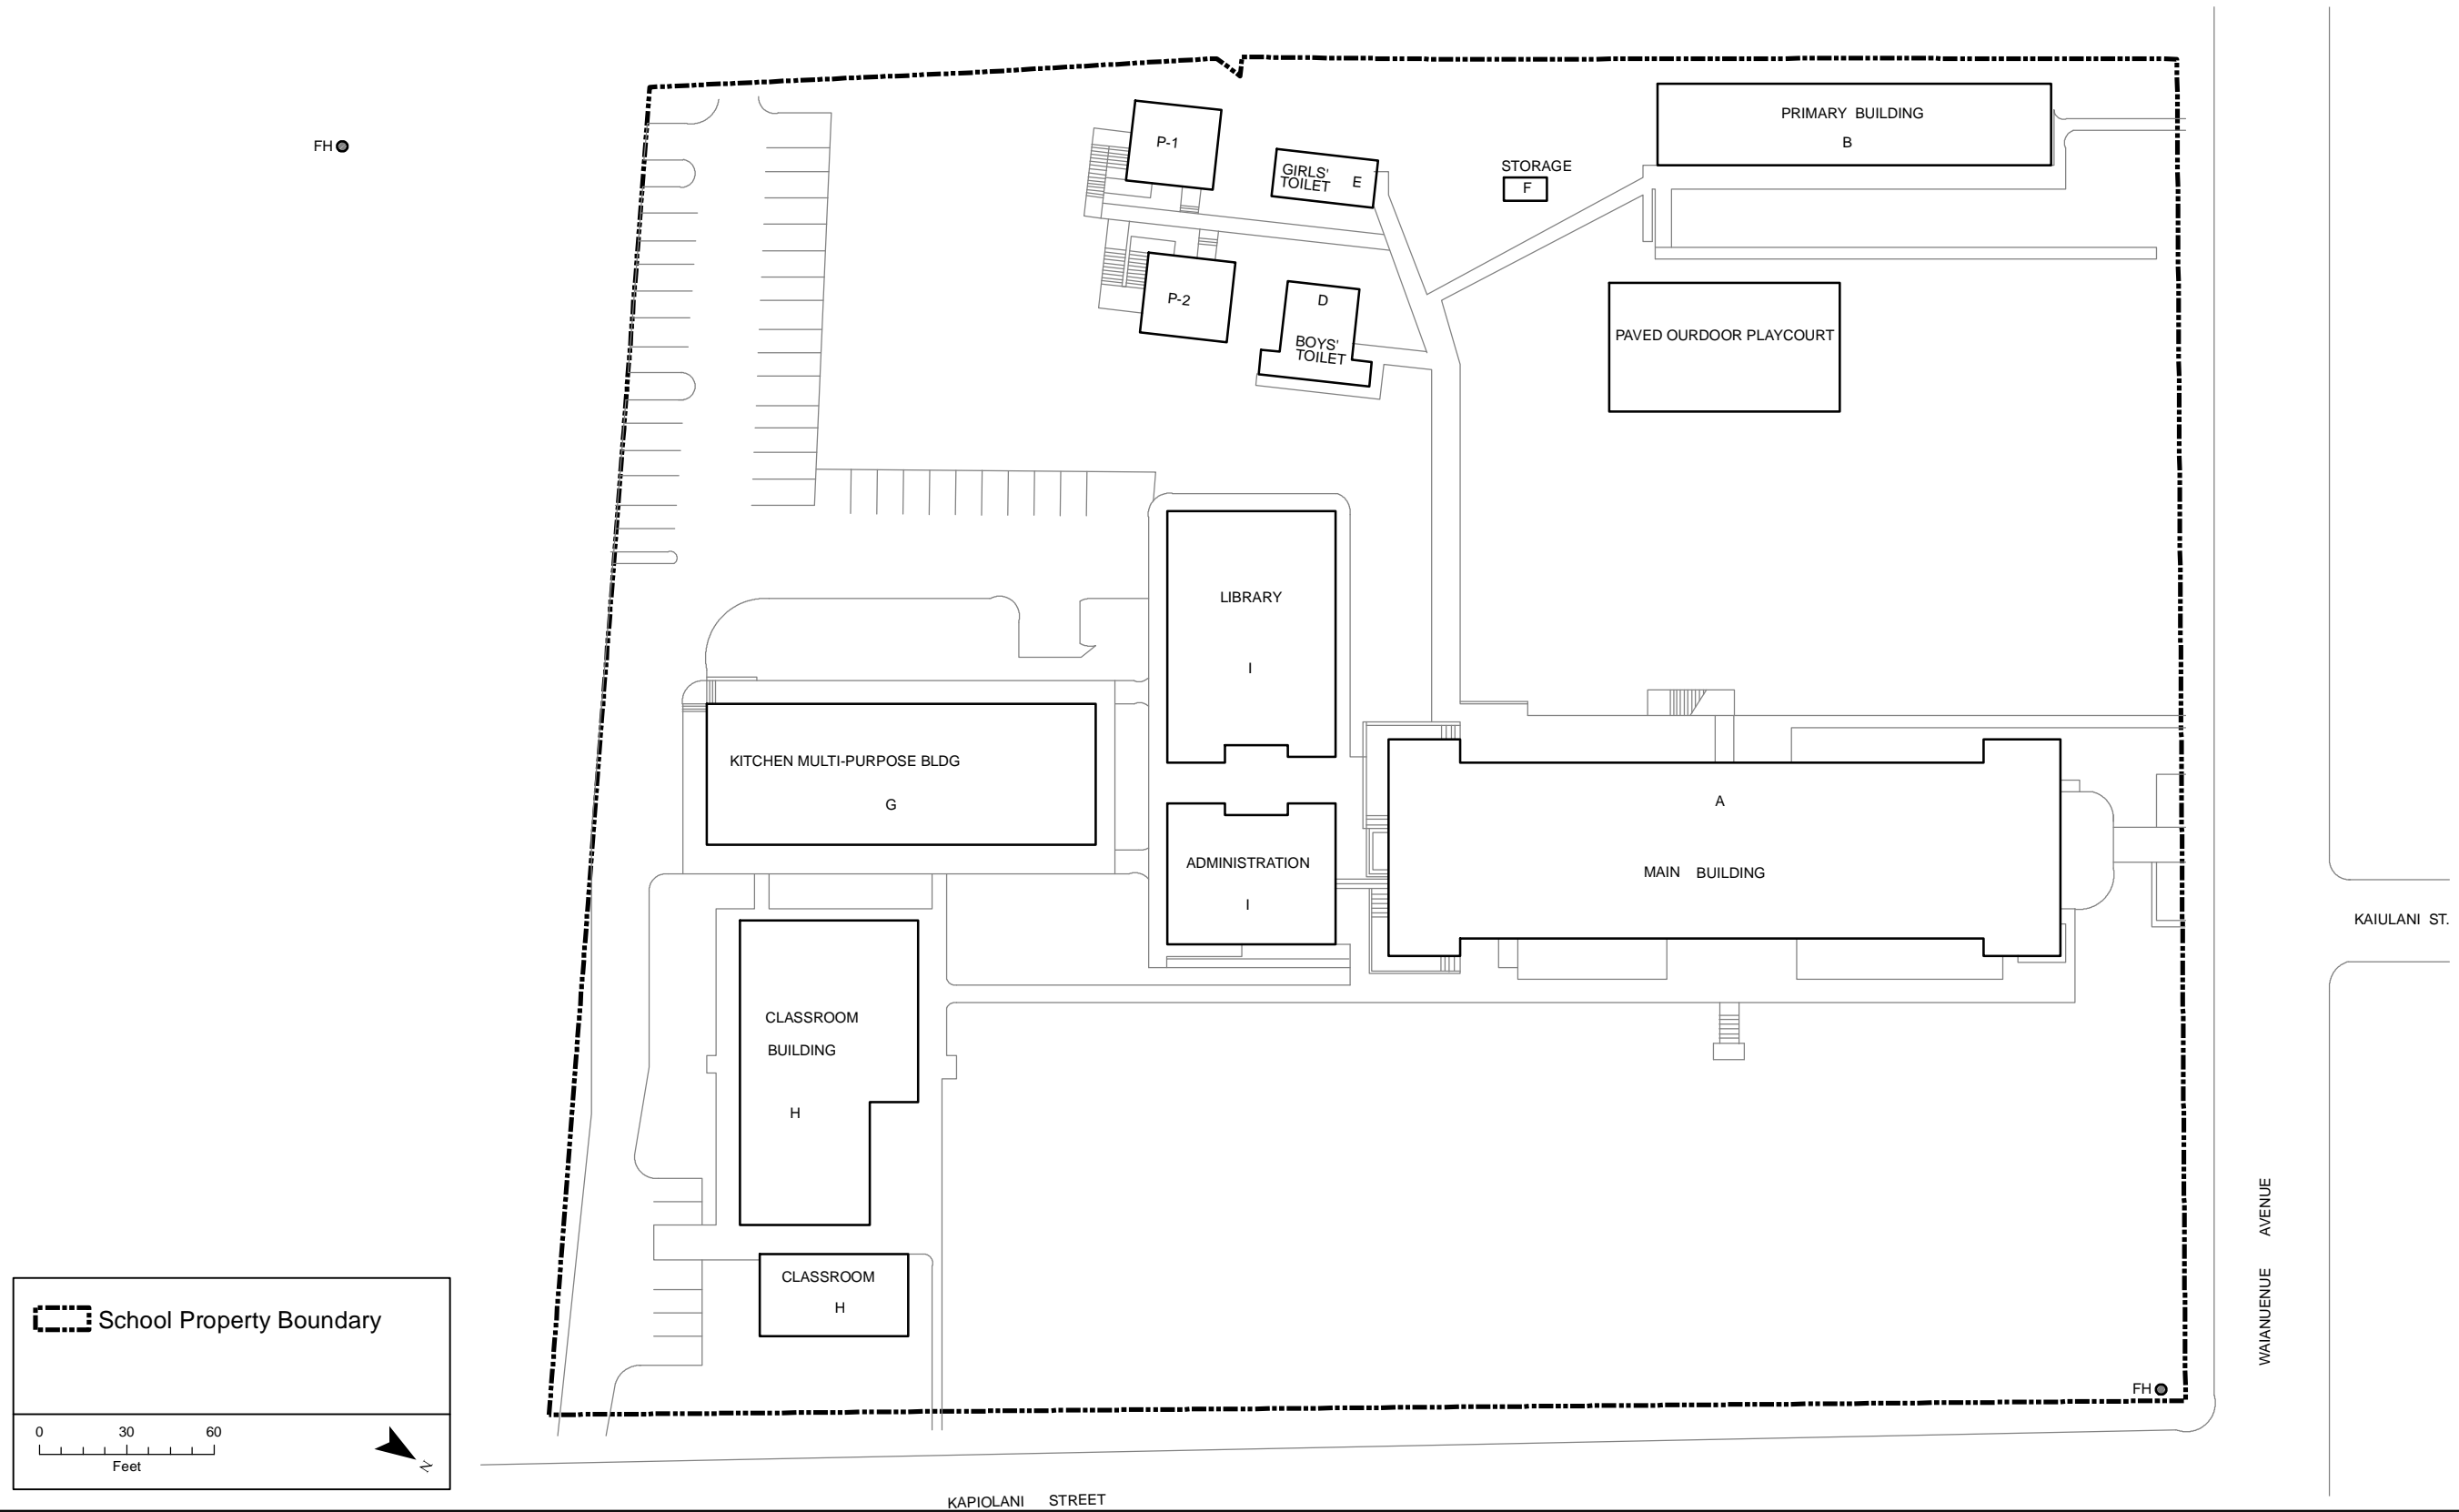 PRIMARY BUILDING
B
P-1
FH
STORAGE
F
GIRLS'
TOILET E
P-2
D
BOYS'
TOILET
PAVED OURDOOR PLAYCOURT
LIBRARY
I
KITCHEN MULTI-PURPOSE BLDG
G
A
MAIN BUILDING
ADMINISTRATION
I
KAIULANI ST.
CLASSROOM
BUILDING
H
WAIANUENUE AVENUE
CLASSROOM
H
School Property Boundary
FH
0 30 60
Feet
N
KAPIOLANI STREET